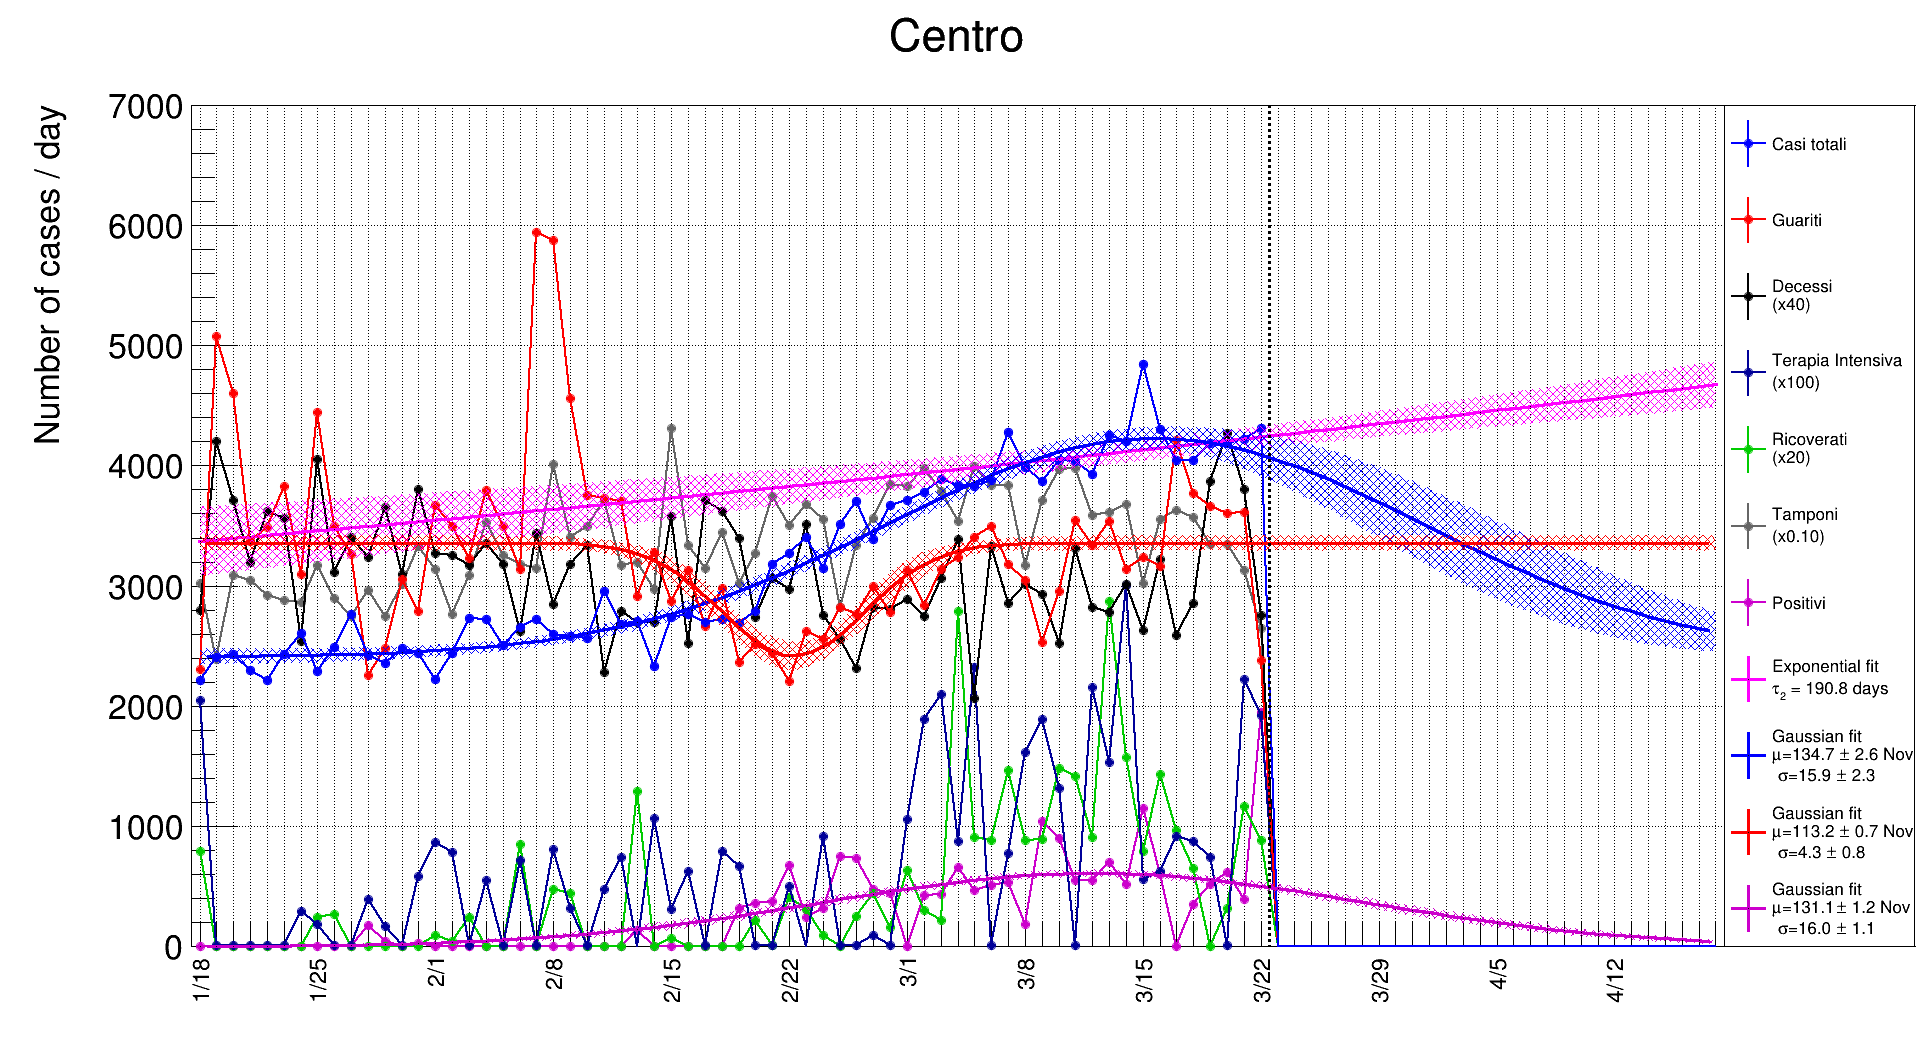 Centro
Number of cases / day
7000
6000
5000
4000
3000
2000
1000
0
1/18
1/25
2/1
2/8
2/15
2/22
3/1
3/8
3/15
3/22
3/29
4/5
4/12
Casi totali
Guariti
Decessi
(x40)
Terapia Intensiva
(x100)
Ricoverati
(x20)
Tamponi
(x0.10)
Positivi
Exponential fit
τ2 = 190.8 days
Gaussian fit
μ=134.7 ± 2.6 Nov
σ=15.9 ± 2.3
Gaussian fit
μ=113.2 ± 0.7 Nov
σ=4.3 ± 0.8
Gaussian fit
μ=131.1 ± 1.2 Nov
σ=16.0 ± 1.1